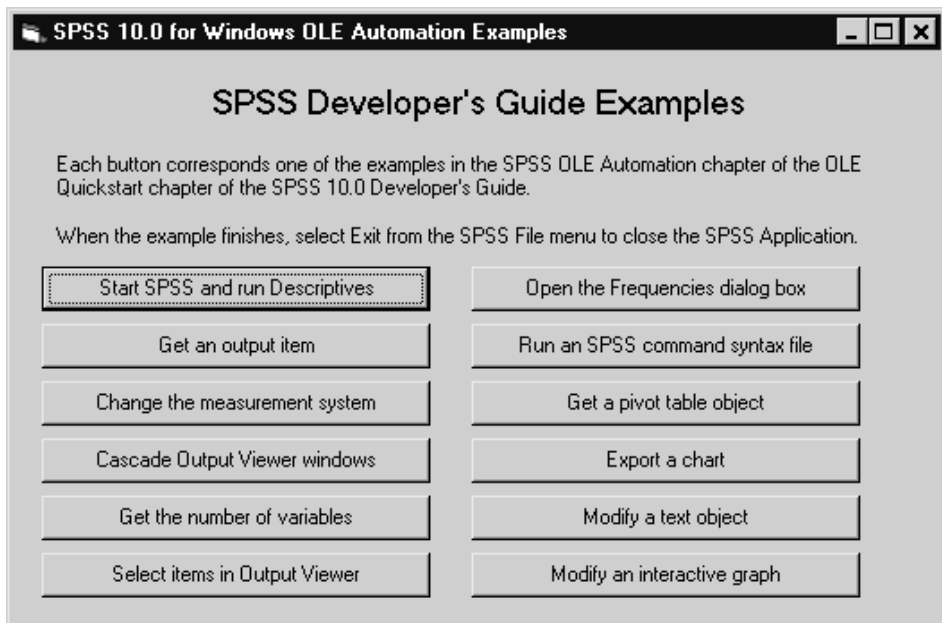 SPSS 10.0 for Windows OLE Automation Examples
SPSS Developer's Guide Examples
Each button corresponds one of the examples in the SPSS OLE Automation chapter of the OLE
Quickstart chapter of the SPSS 10.0 Developer's Guide.
When the example finishes, select Exit from the SPSS File menu to close the SPSS Application.
Start SPSS and run Descriptives
Open the Frequencies dialog box
Get an output item
Run an SPSS command syntax file
Change the measurement system
Get a pivot table object
Cascade Output Viewer windows
Export a chart
Get the number of variables
Modify a text object
Select items in Output Viewer
Modify an interactive graph